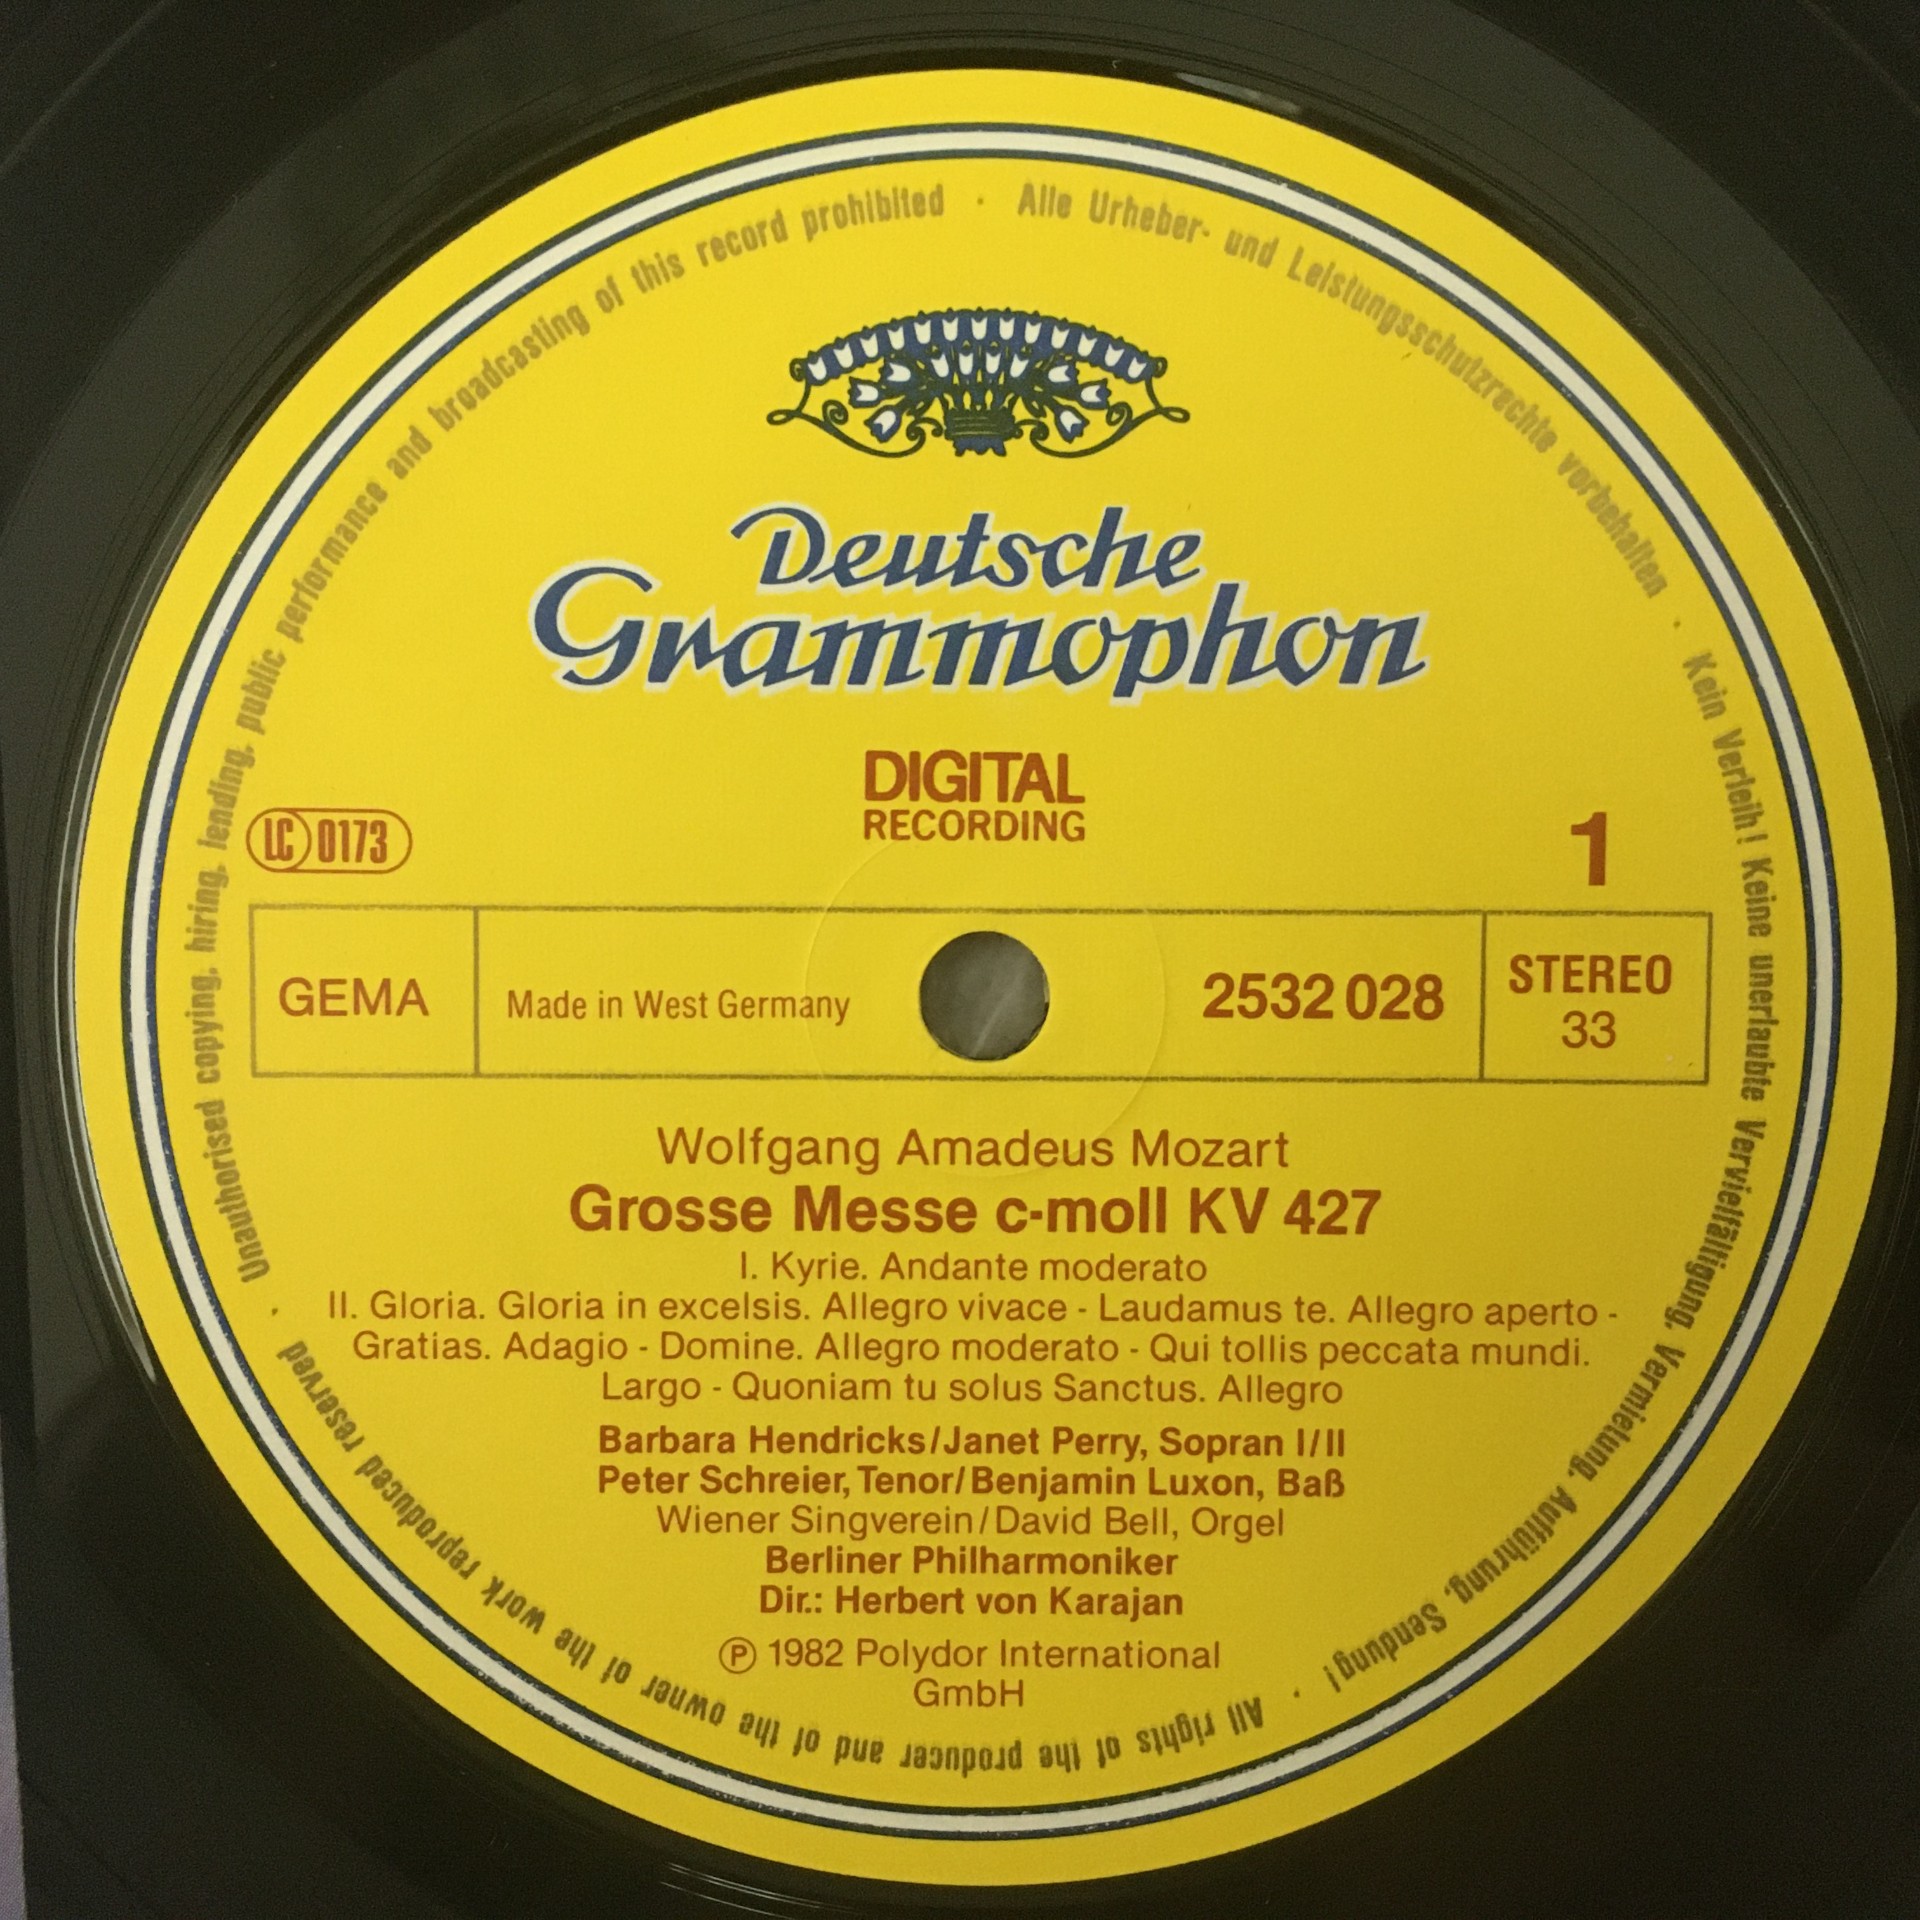 Unauthorised copying, hiring, lending, public performance and broadcasting of this record prohibited · Alle Urheber- und Leistungsschutzrechte vorbehalten · Kein Verleih! Keine unerlaubte Vervielfältigung, Vermietung, Aufführung, Sendung! · All rights of the producer and of the owner of the work reproduced reserved ·
Deutsche
Grammophon
DIGITAL
RECORDING
LC 0173
1
GEMA
Made in West Germany
2532 028
STEREO
33
Wolfgang Amadeus Mozart
Grosse Messe c-moll KV 427
I. Kyrie. Andante moderato
II. Gloria. Gloria in excelsis. Allegro vivace - Laudamus te. Allegro aperto -
Gratias. Adagio - Domine. Allegro moderato - Qui tollis peccata mundi.
Largo - Quoniam tu solus Sanctus. Allegro
Barbara Hendricks/Janet Perry, Sopran I/II
Peter Schreier, Tenor/Benjamin Luxon, Baß
Wiener Singverein/David Bell, Orgel
Berliner Philharmoniker
Dir.: Herbert von Karajan
Ⓟ 1982 Polydor International
GmbH